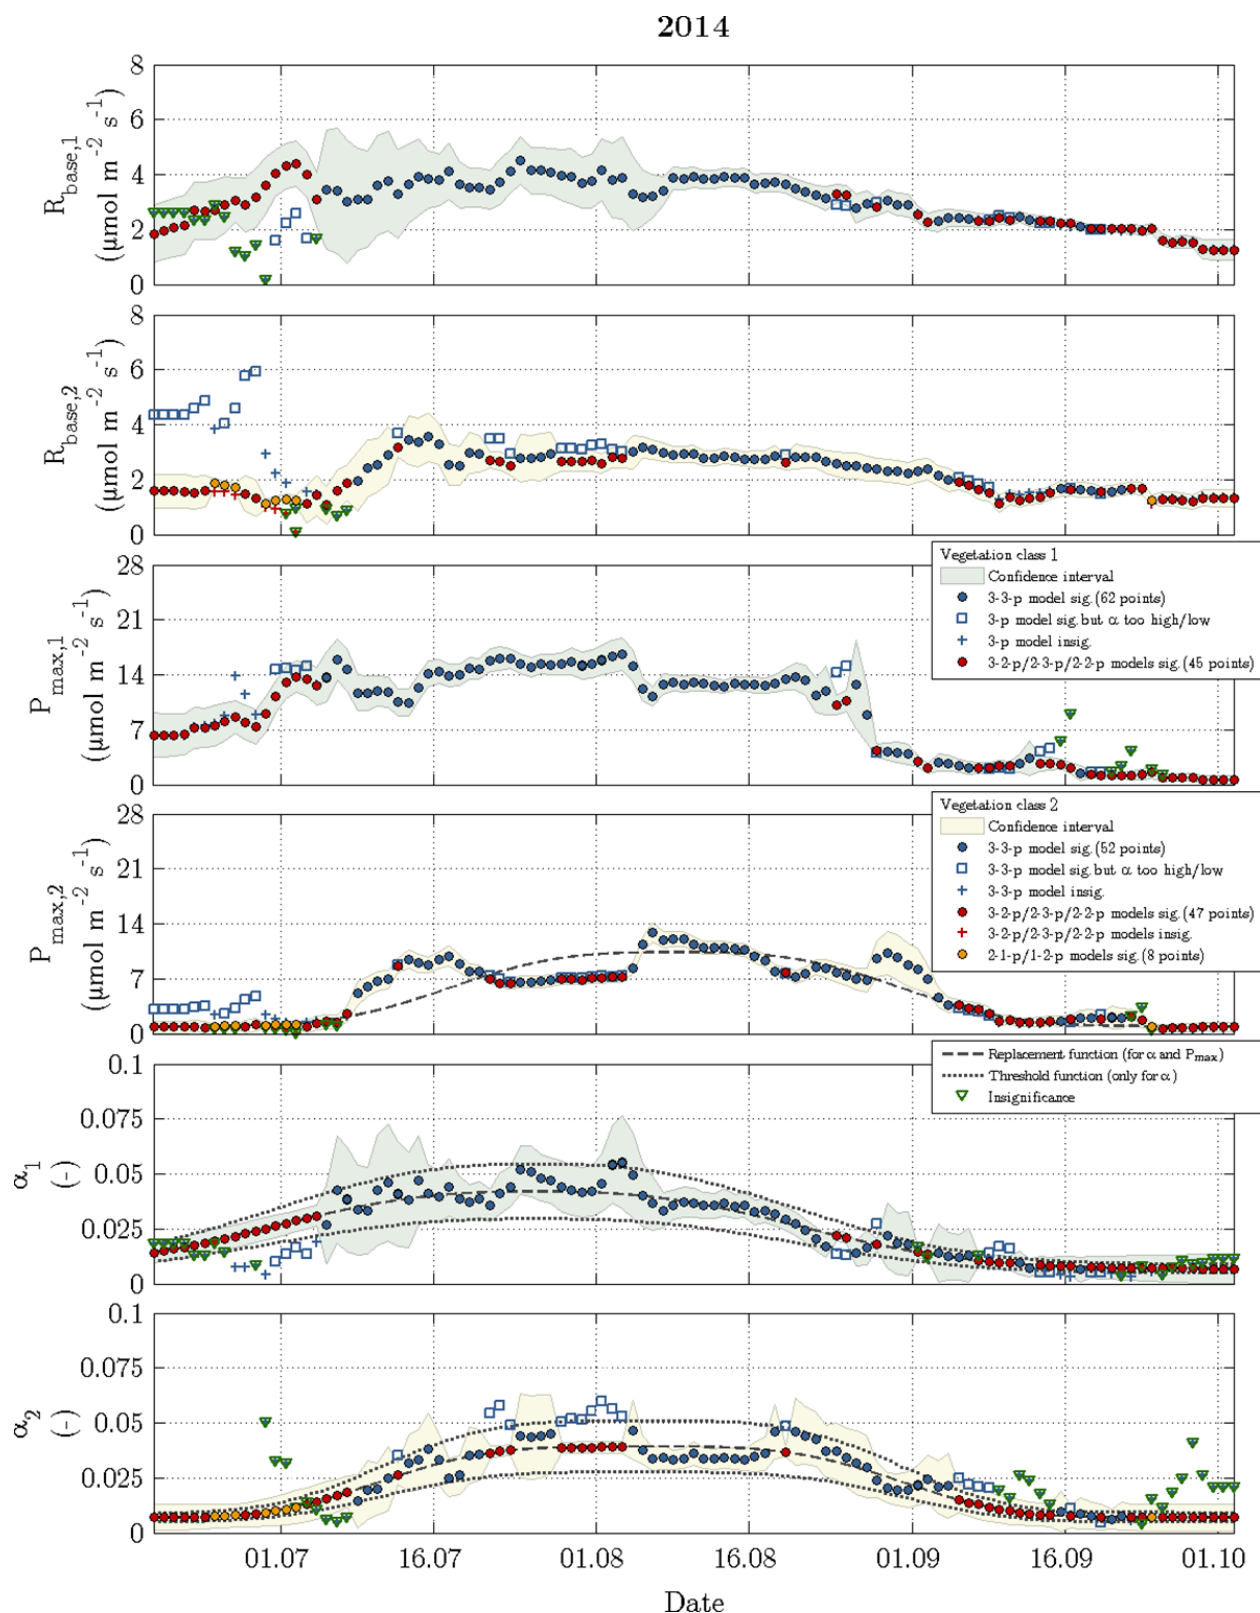 2014
8
6
4
2
0
R_base,1
(μmol m^-2 s^-1)
8
6
4
2
0
R_base,2
(μmol m^-2 s^-1)
28
21
14
7
0
P_max,1
(μmol m^-2 s^-1)
Vegetation class 1
Confidence interval
3-3-p model sig. (62 points)
3-p model sig. but α too high/low
3-p model insig.
3-2-p/2-3-p/2-2-p models sig. (45 points)
28
21
14
7
0
P_max,2
(μmol m^-2 s^-1)
Vegetation class 2
Confidence interval
3-3-p model sig. (52 points)
3-3-p model sig. but α too high/low
3-3-p model insig.
3-2-p/2-3-p/2-2-p models sig. (47 points)
3-2-p/2-3-p/2-2-p models insig.
2-1-p/1-2-p models sig. (8 points)
0.1
0.075
0.05
0.025
0
α_1
(-)
Replacement function (for α and P_max)
Threshold function (only for α)
Insignificance
0.1
0.075
0.05
0.025
0
α_2
(-)
01.07 16.07 01.08 16.08 01.09 16.09 01.10
Date